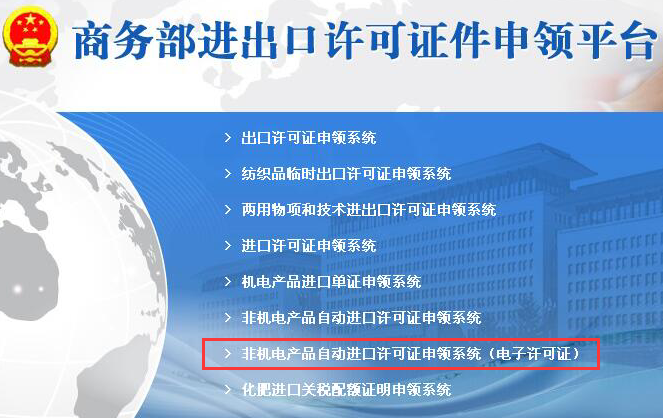 商务部进出口许可证件申领平台
> 出口许可证申领系统
> 纺织品临时出口许可证申领系统
> 两用物项和技术进出口许可证申领系统
> 进口许可证申领系统
> 机电产品进口单证申领系统
> 非机电产品自动进口许可证申领系统
> 非机电产品自动进口许可证申领系统（电子许可证）
> 化肥进口关税配额证明申领系统